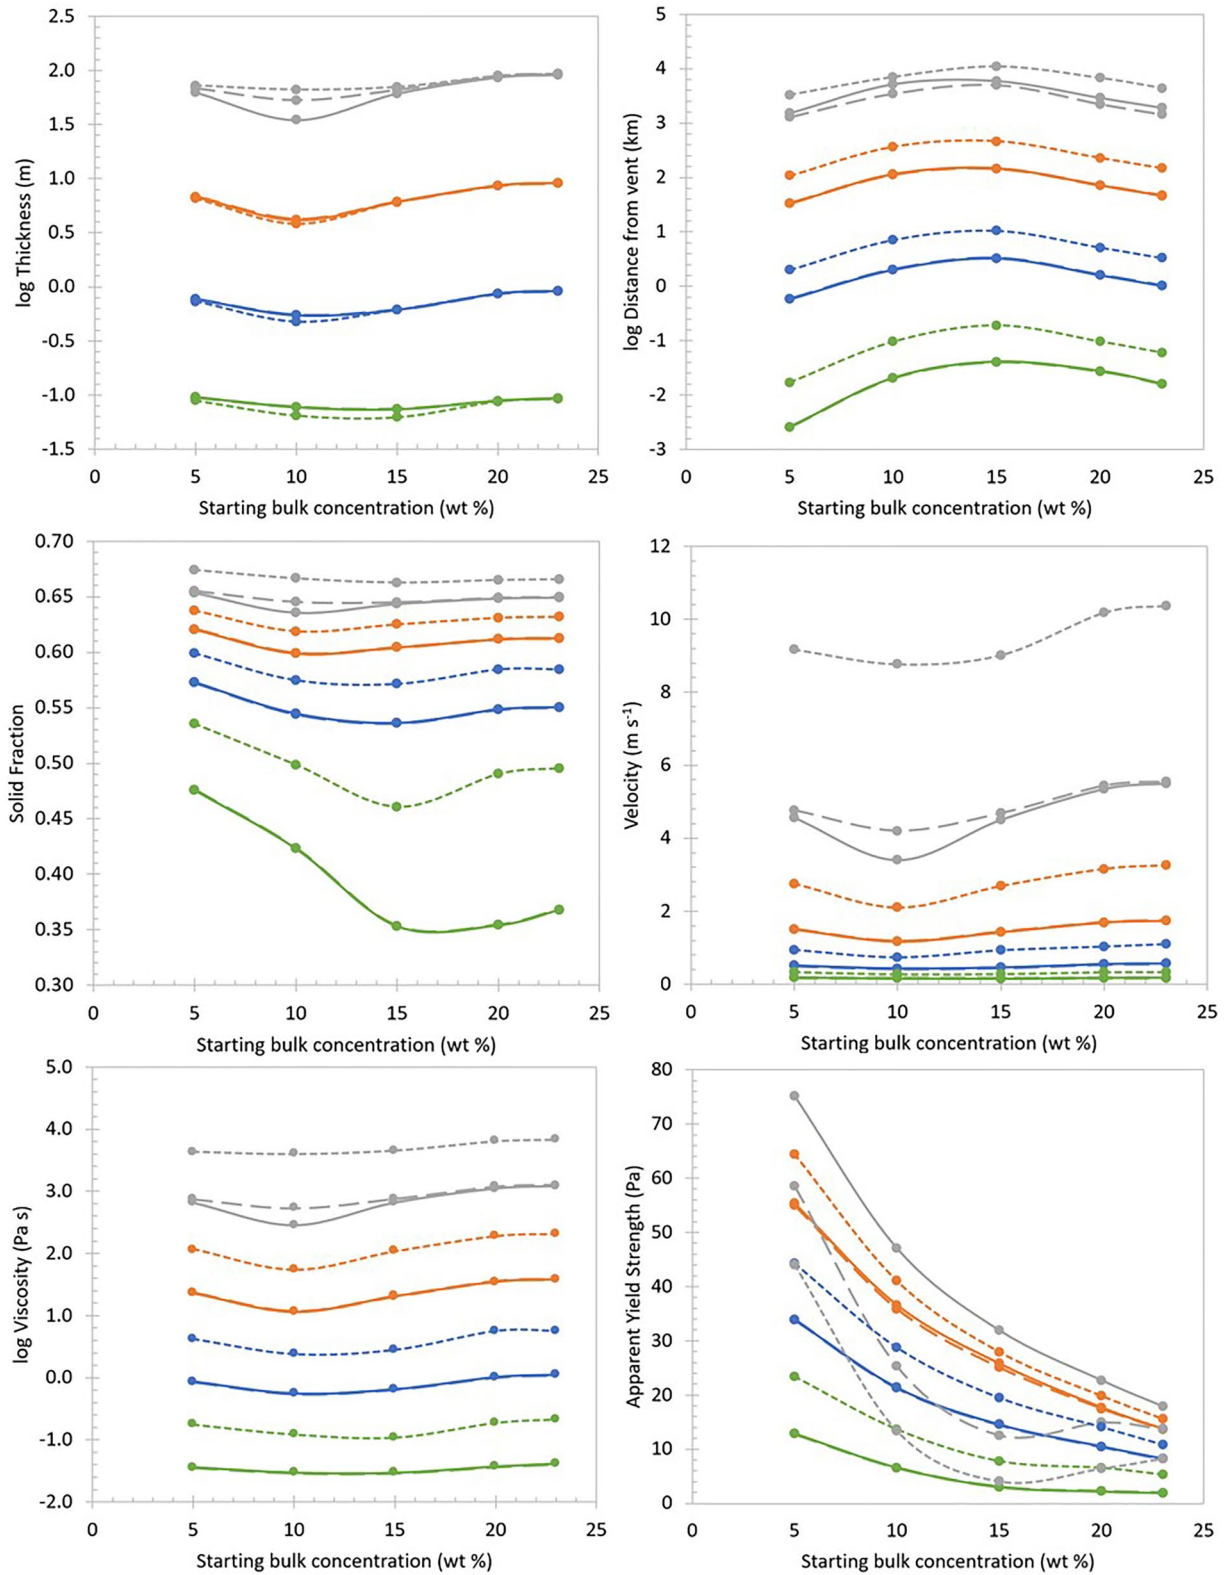 2.5
2.0
1.5
1.0
0.5
0.0
-0.5
-1.0
-1.5
log Thickness (m)
0 5 10 15 20 25
Starting bulk concentration (wt %)
5
4
3
2
1
0
-1
-2
-3
log Distance from vent (km)
0 5 10 15 20 25
Starting bulk concentration (wt %)
0.70
0.65
0.60
0.55
0.50
0.45
0.40
0.35
0.30
Solid Fraction
0 5 10 15 20 25
Starting bulk concentration (wt %)
12
10
8
6
4
2
0
Velocity (m s⁻¹)
0 5 10 15 20 25
Starting bulk concentration (wt %)
5.0
4.0
3.0
2.0
1.0
0.0
-1.0
-2.0
log Viscosity (Pa s)
0 5 10 15 20 25
Starting bulk concentration (wt %)
80
70
60
50
40
30
20
10
0
Apparent Yield Strength (Pa)
0 5 10 15 20 25
Starting bulk concentration (wt %)